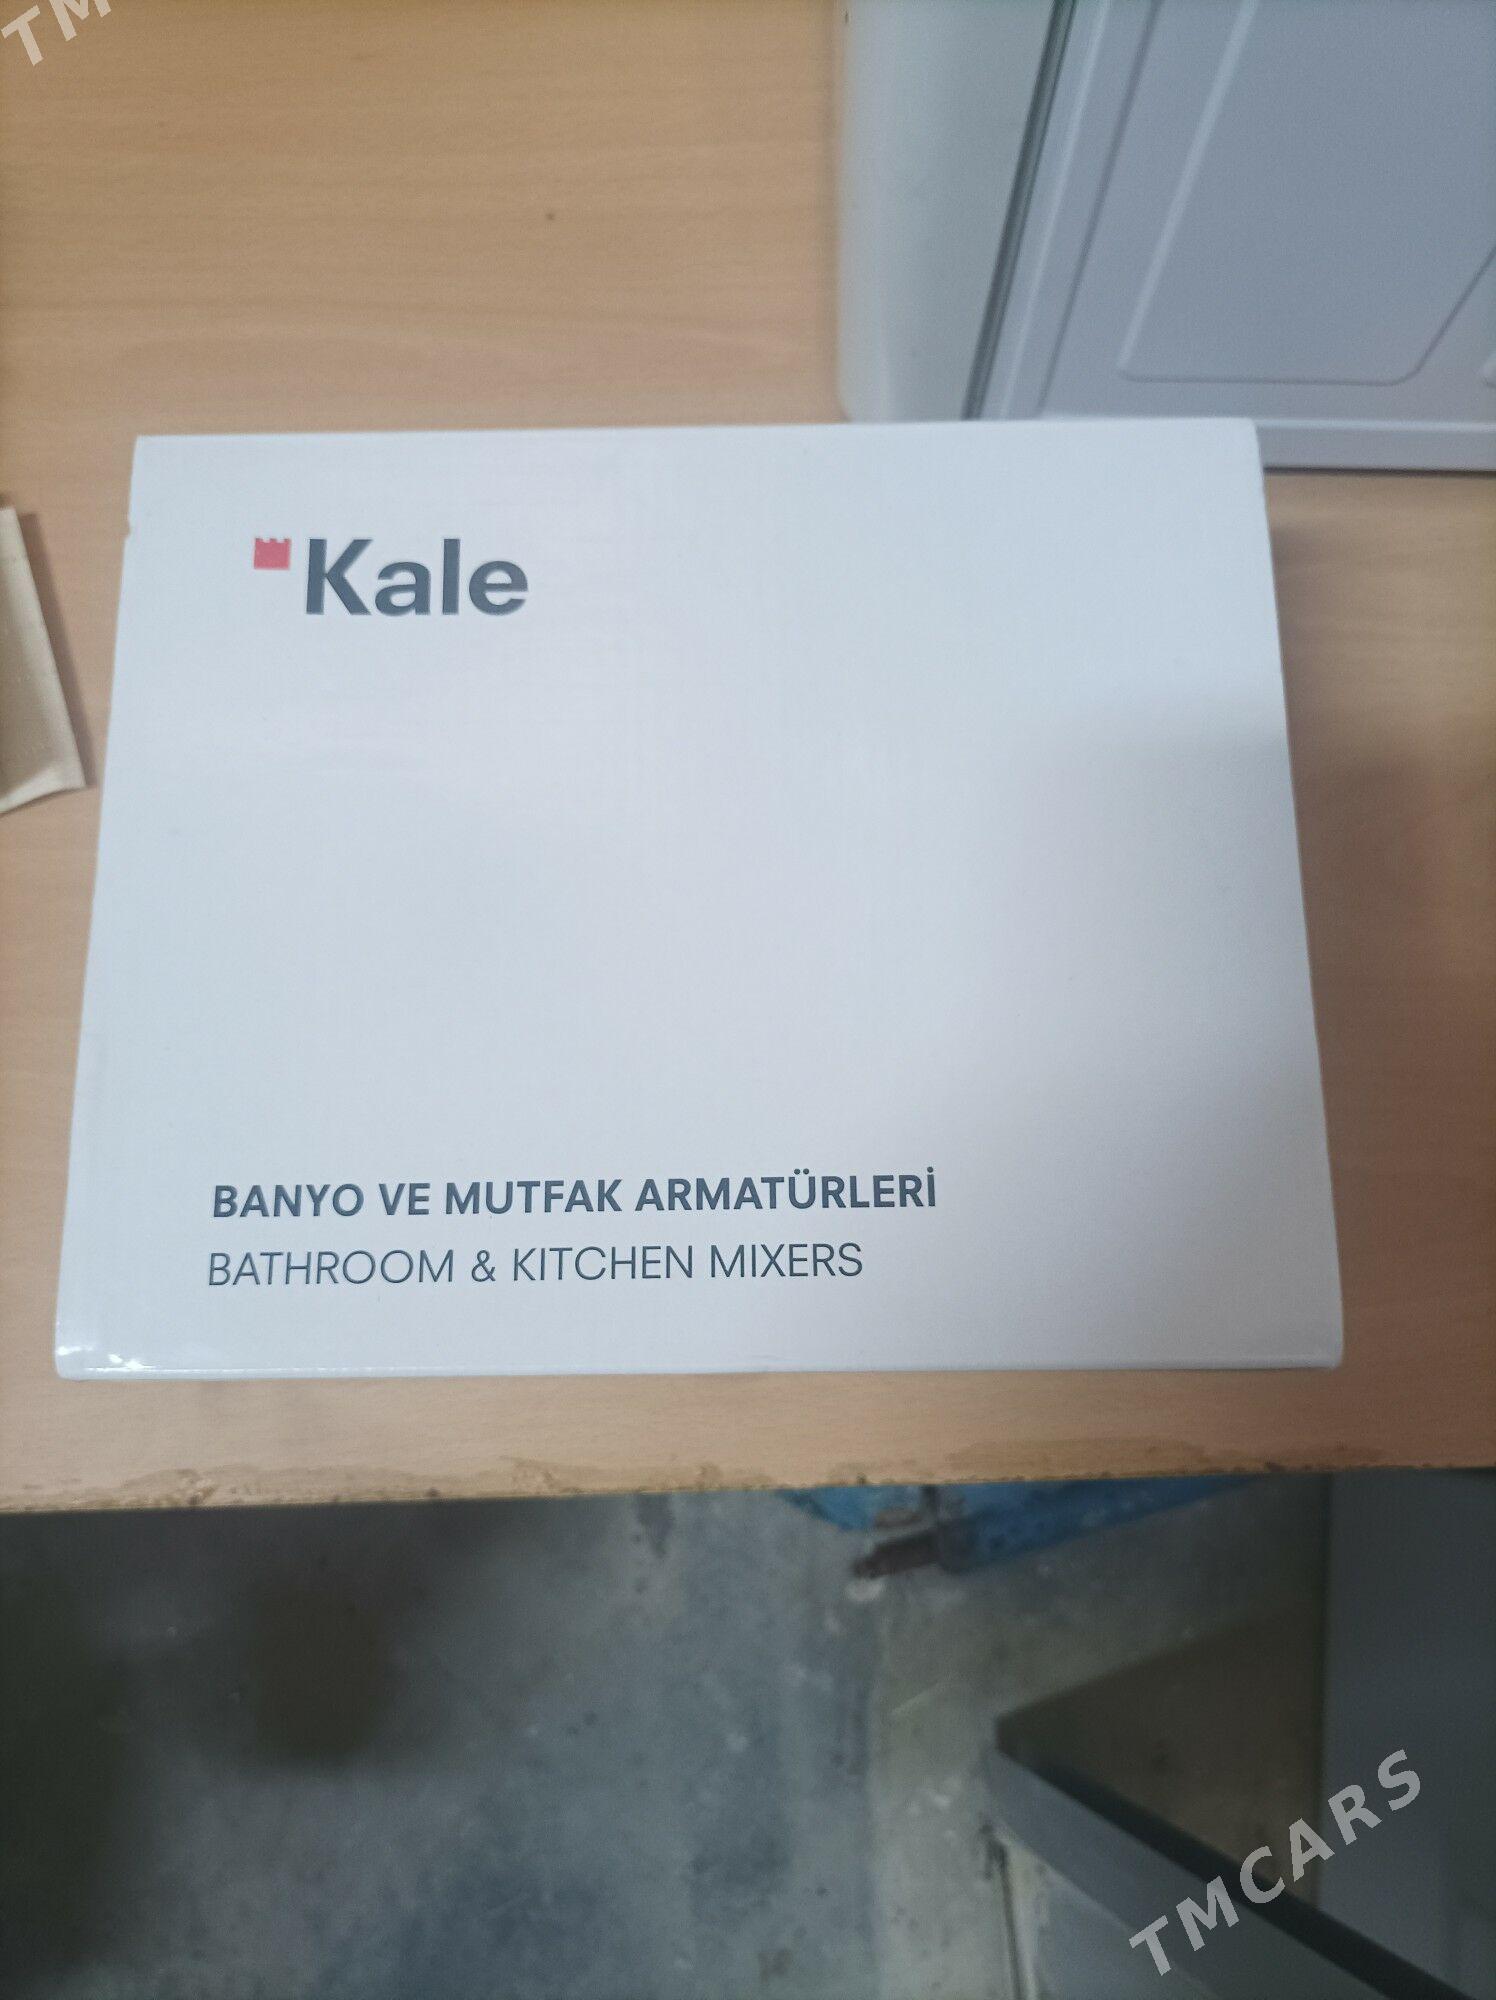 TM
Kale
BANYO VE MUTFAK ARMATÜRLERİ
BATHROOM & KITCHEN MIXERS
TMCARS